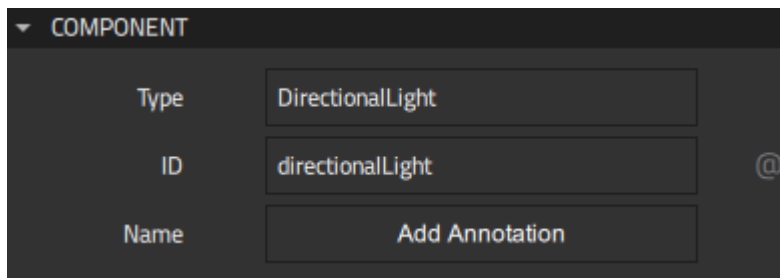 COMPONENT
Type DirectionalLight
ID directionalLight @
Name Add Annotation